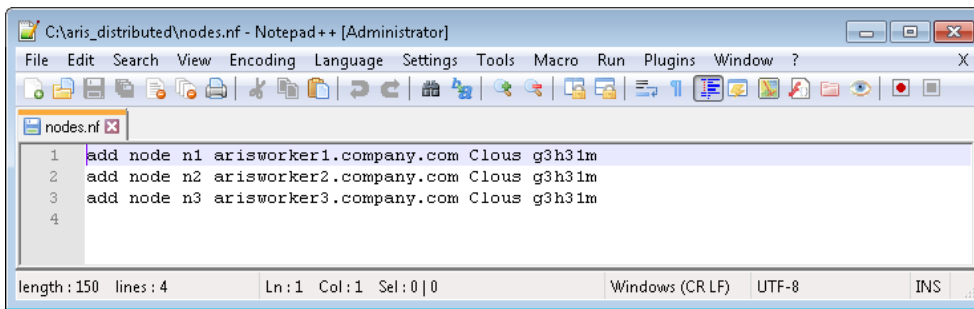 C:\aris_distributed\nodes.nf - Notepad++ [Administrator]
File Edit Search View Encoding Language Settings Tools Macro Run Plugins Window ? X
nodes.nf
1 add node n1 arisworker1.company.com Clous g3h31m
2 add node n2 arisworker2.company.com Clous g3h31m
3 add node n3 arisworker3.company.com Clous g3h31m
4
length : 150 lines : 4 Ln : 1 Col : 1 Sel : 0 | 0 Windows (CR LF) UTF-8 INS